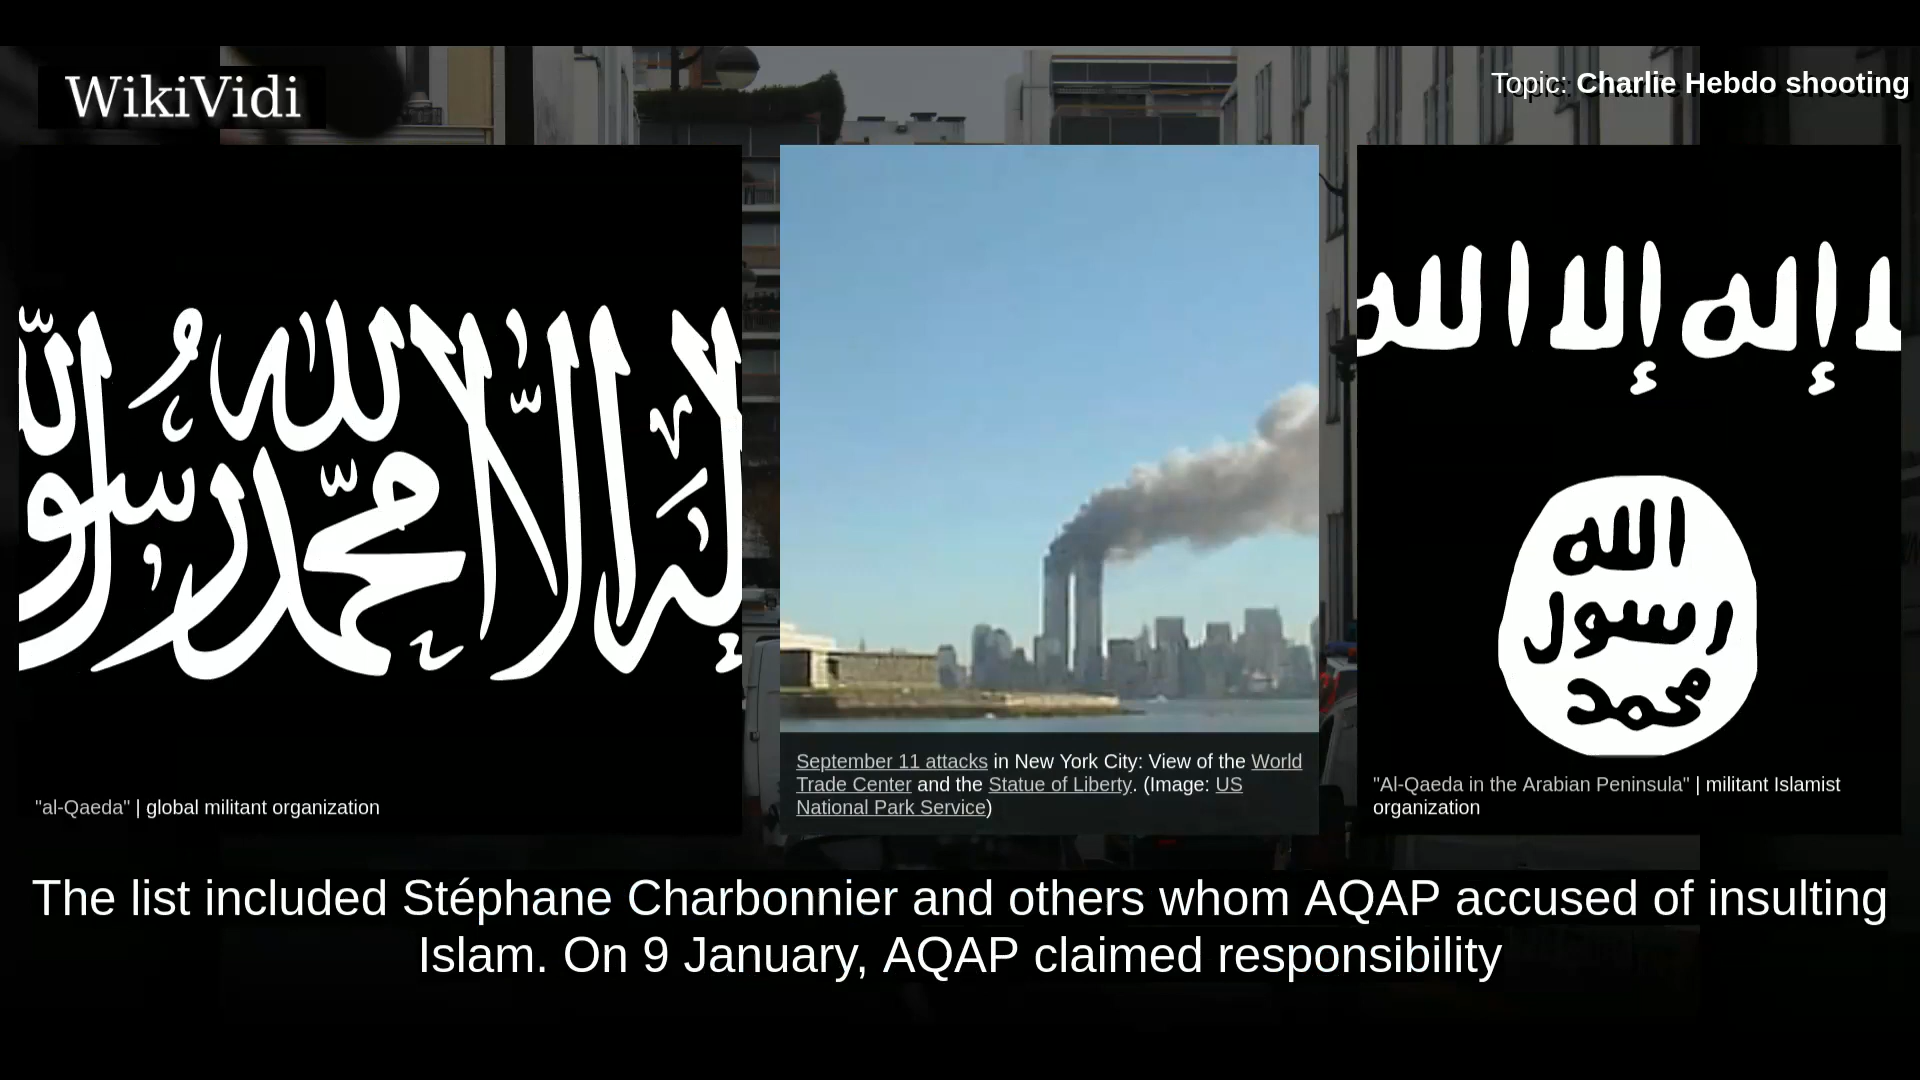 WikiVidi
Topic: Charlie Hebdo shooting
إله إلا الله
محمد رسول
إله إلا الله
الله
رسول
محمد
"al-Qaeda" | global militant organization
September 11 attacks in New York City: View of the World
Trade Center and the Statue of Liberty. (Image: US
National Park Service)
"Al-Qaeda in the Arabian Peninsula" | militant Islamist
organization
The list included Stéphane Charbonnier and others whom AQAP accused of insulting
Islam. On 9 January, AQAP claimed responsibility